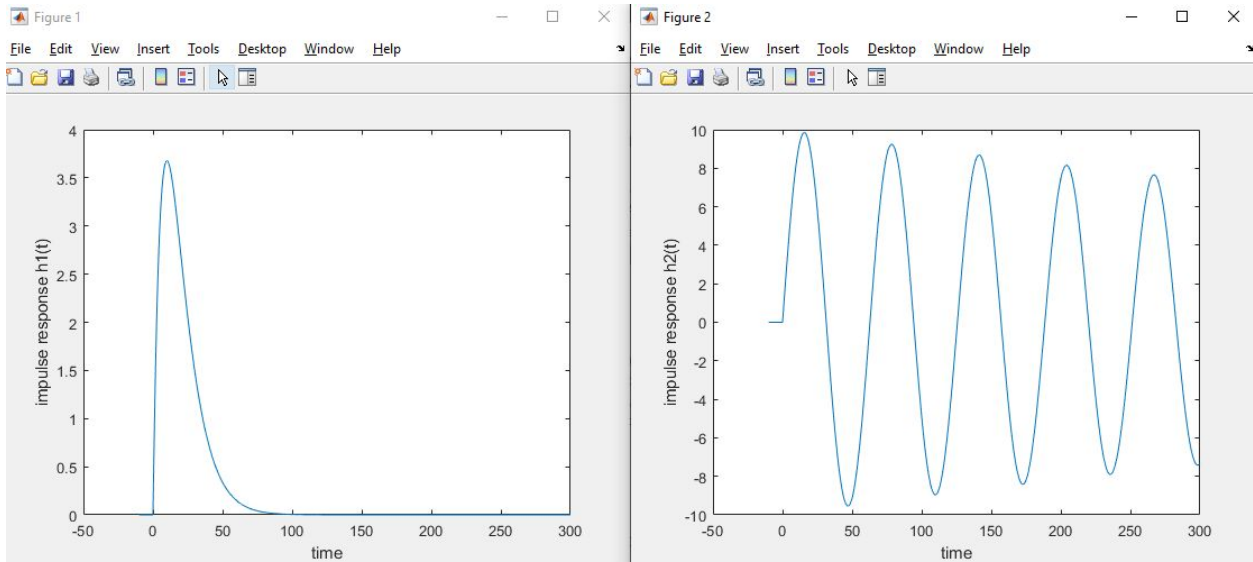 Figure 1
File Edit View Insert Tools Desktop Window Help
4
3.5
3
2.5
2
1.5
1
0.5
0
impulse response h1(t)
-50 0 50 100 150 200 250 300
time
Figure 2
File Edit View Insert Tools Desktop Window Help
10
8
6
4
2
0
-2
-4
-6
-8
-10
impulse response h2(t)
-50 0 50 100 150 200 250 300
time